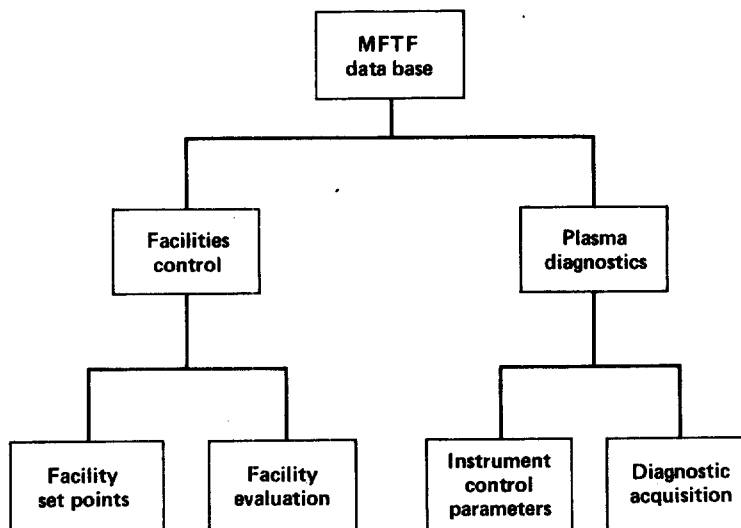 MFTF
data base
Facilities
control
Plasma
diagnostics
Facility
set points
Facility
evaluation
Instrument
control
parameters
Diagnostic
acquisition